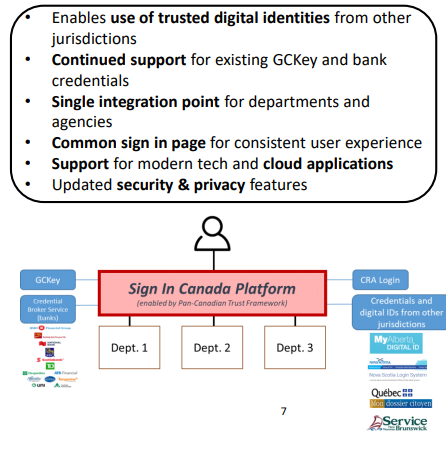 • Enables use of trusted digital identities from other
jurisdictions
• Continued support for existing GCKey and bank
credentials
• Single integration point for departments and
agencies
• Common sign in page for consistent user experience
• Support for modern tech and cloud applications
• Updated security & privacy features
GCKey
Sign In Canada Platform
(enabled by Pan-Canadian Trust Framework)
CRA Login
Credential
Broker Service
(banks)
Credentials and
digital IDs from other
jurisdictions
Dept. 1
Dept. 2
Dept. 3
Scotiabank
TD
uni
MyAlberta
DIGITAL ID
Nova Scotia Login System
Québec
Mon dossier citoyen
Service
Brunswick
7